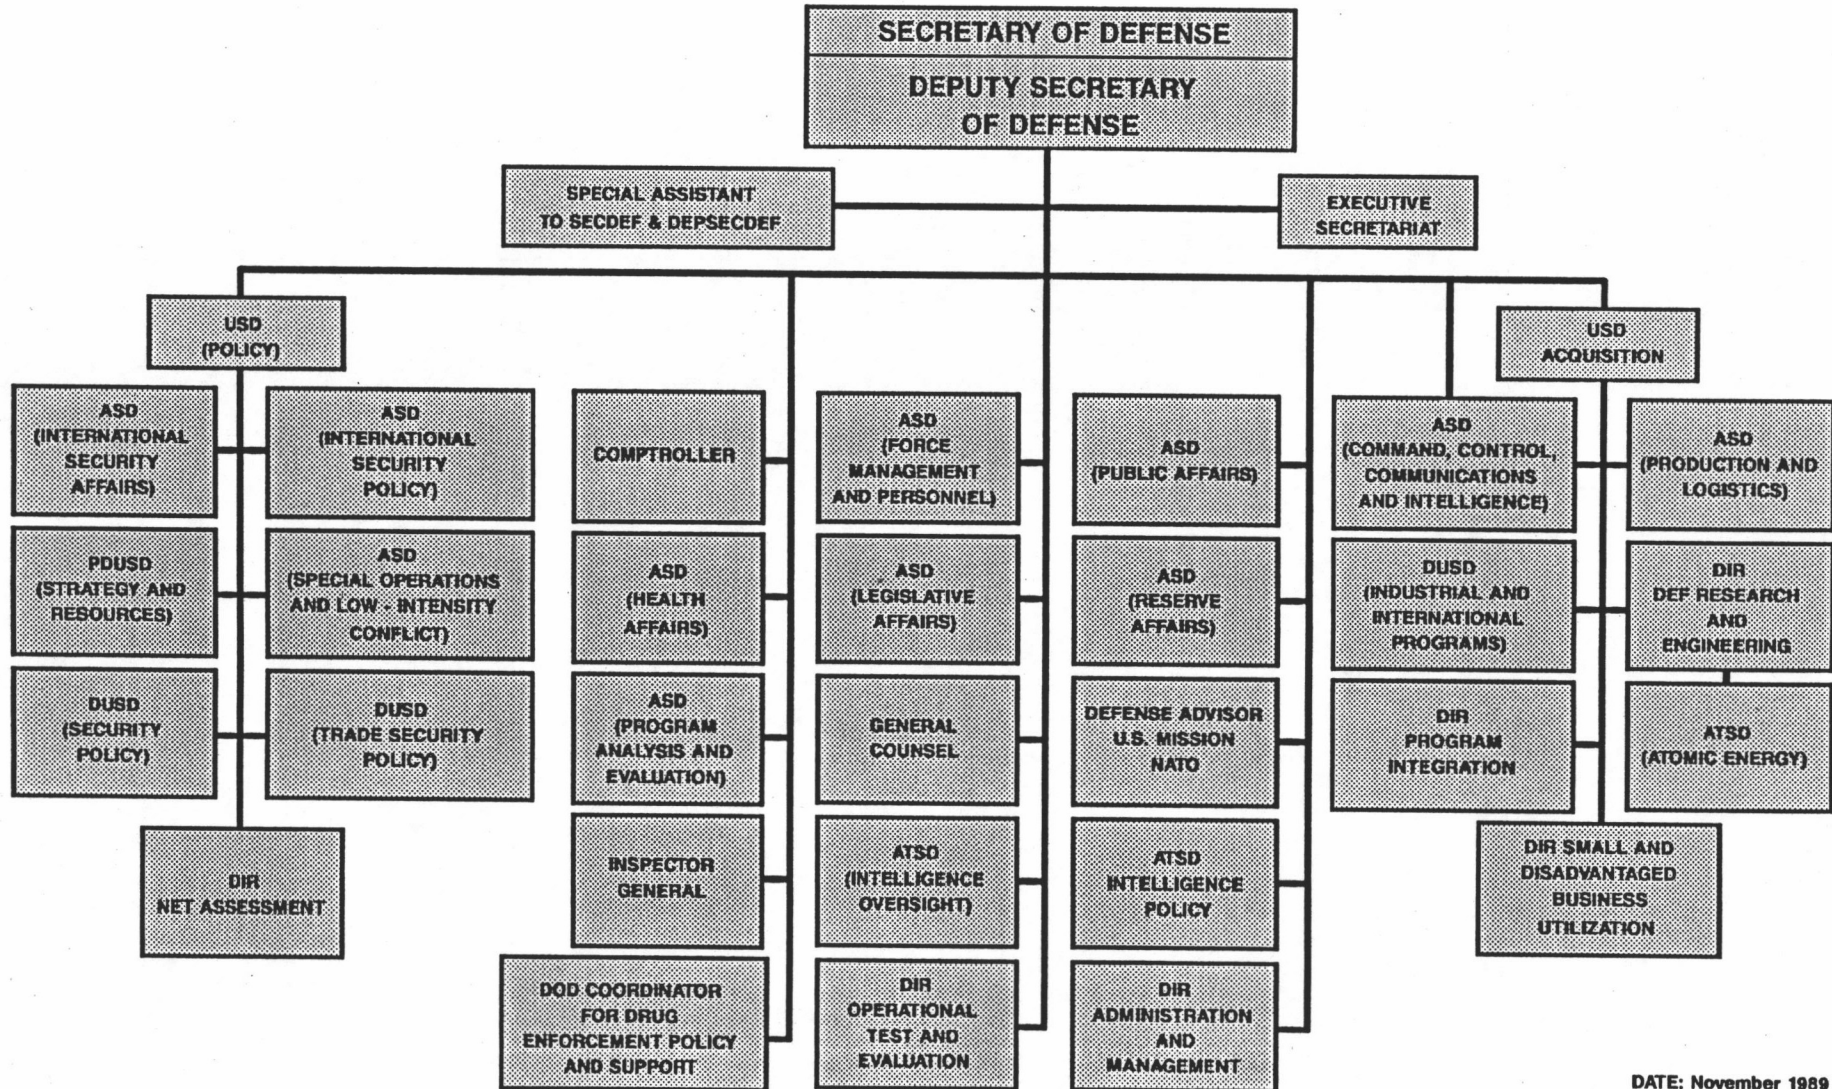 SECRETARY OF DEFENSE
DEPUTY SECRETARY
OF DEFENSE
SPECIAL ASSISTANT
TO SECDEF & DEPSECDEF
EXECUTIVE
SECRETARIAT
USD
(POLICY)
USD
ACQUISITION
ASD
(INTERNATIONAL
SECURITY
AFFAIRS)
ASD
(INTERNATIONAL
SECURITY
POLICY)
PDUSD
(STRATEGY AND
RESOURCES)
ASD
(SPECIAL OPERATIONS
AND LOW - INTENSITY
CONFLICT)
DUSD
(SECURITY
POLICY)
DUSD
(TRADE SECURITY
POLICY)
DIR
NET ASSESSMENT
COMPTROLLER
ASD
(HEALTH
AFFAIRS)
ASD
(PROGRAM
ANALYSIS AND
EVALUATION)
INSPECTOR
GENERAL
DOD COORDINATOR
FOR DRUG
ENFORCEMENT POLICY
AND SUPPORT
ASD
(FORCE
MANAGEMENT
AND PERSONNEL)
ASD
(LEGISLATIVE
AFFAIRS)
GENERAL
COUNSEL
ATSD
(INTELLIGENCE
OVERSIGHT)
DIR
OPERATIONAL
TEST AND
EVALUATION
ASD
(PUBLIC AFFAIRS)
ASD
(RESERVE
AFFAIRS)
DEFENSE ADVISOR
U.S. MISSION
NATO
ATSD
INTELLIGENCE
POLICY
DIR
ADMINISTRATION
AND
MANAGEMENT
ASD
(COMMAND, CONTROL,
COMMUNICATIONS
AND INTELLIGENCE)
ASD
(PRODUCTION AND
LOGISTICS)
DUSD
(INDUSTRIAL AND
INTERNATIONAL
PROGRAMS)
DIR
DEF RESEARCH
AND
ENGINEERING
DIR
PROGRAM
INTEGRATION
ATSD
(ATOMIC ENERGY)
DIR SMALL AND
DISADVANTAGED
BUSINESS
UTILIZATION
DATE: November 1989